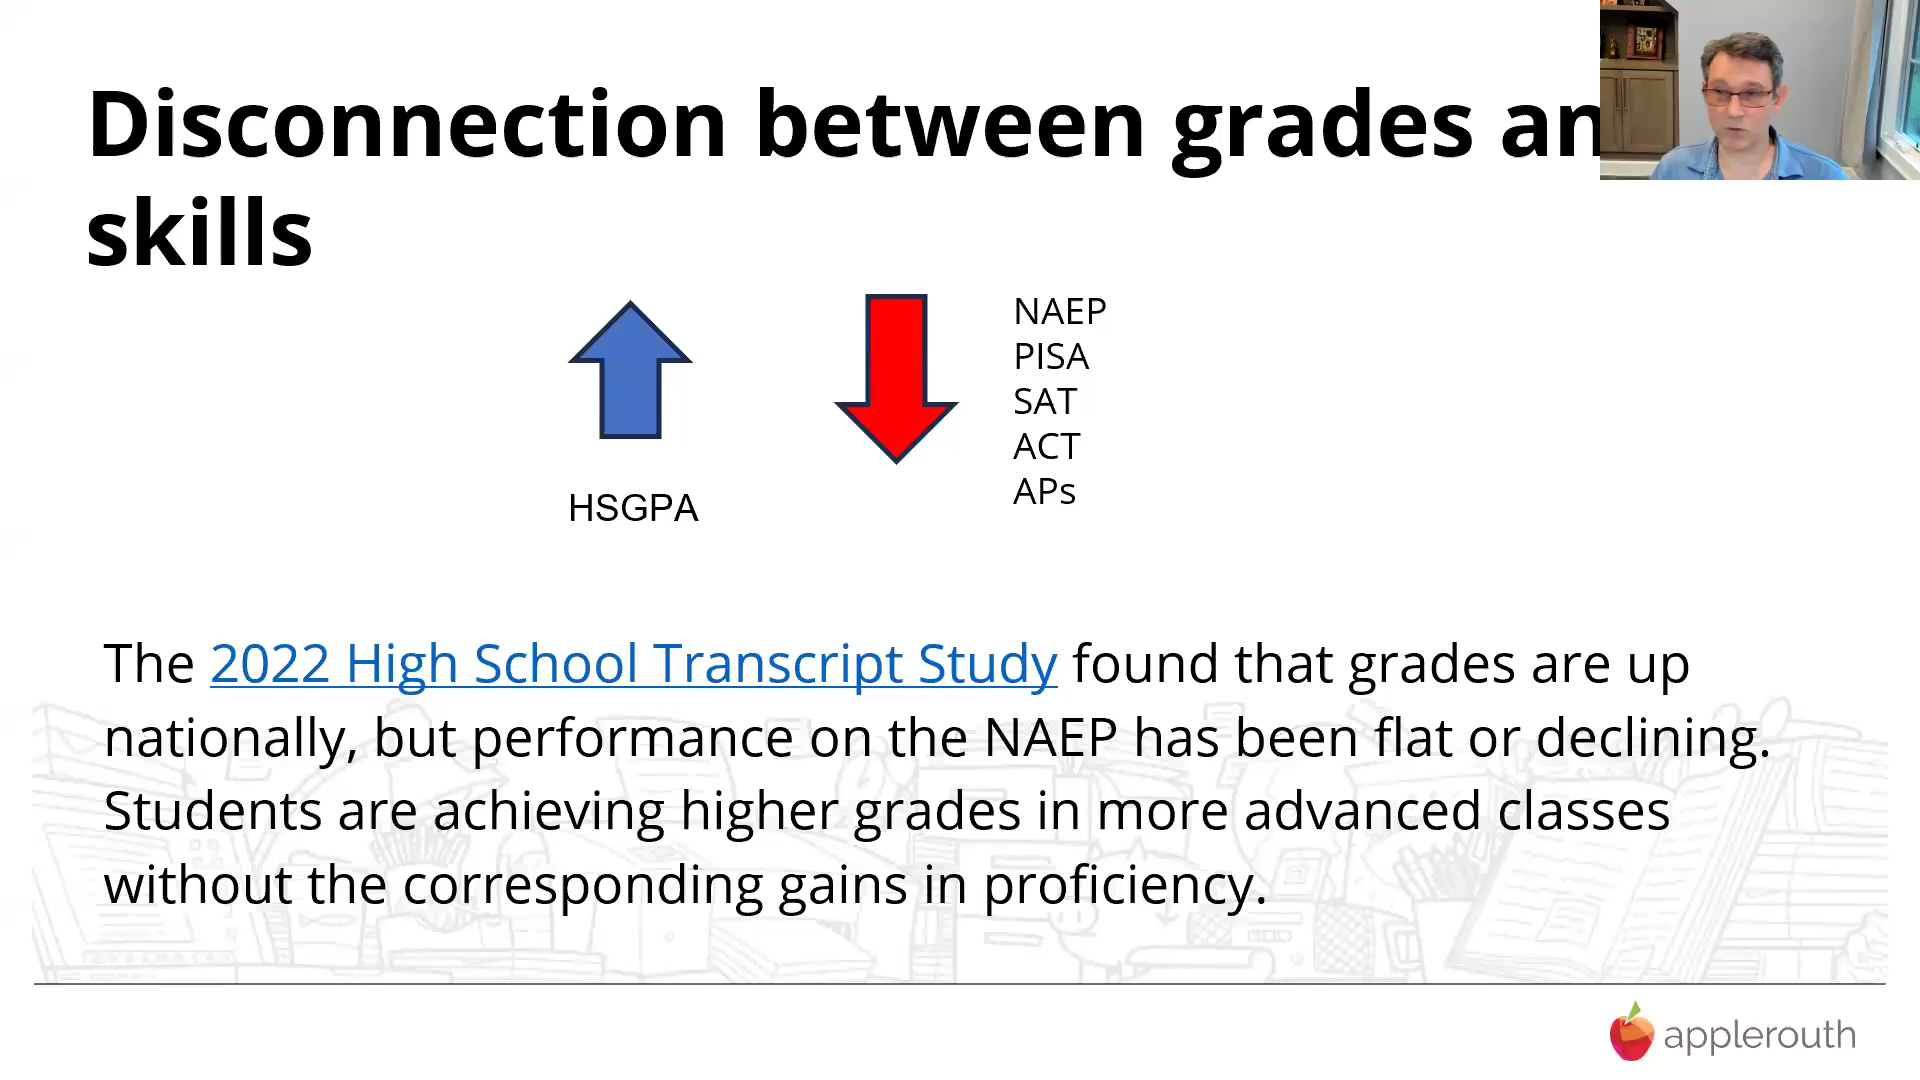 Disconnection between grades an
skills
NAEP
PISA
SAT
ACT
APs
HSGPA
The 2022 High School Transcript Study found that grades are up
nationally, but performance on the NAEP has been flat or declining.
Students are achieving higher grades in more advanced classes
without the corresponding gains in proficiency.
applerouth